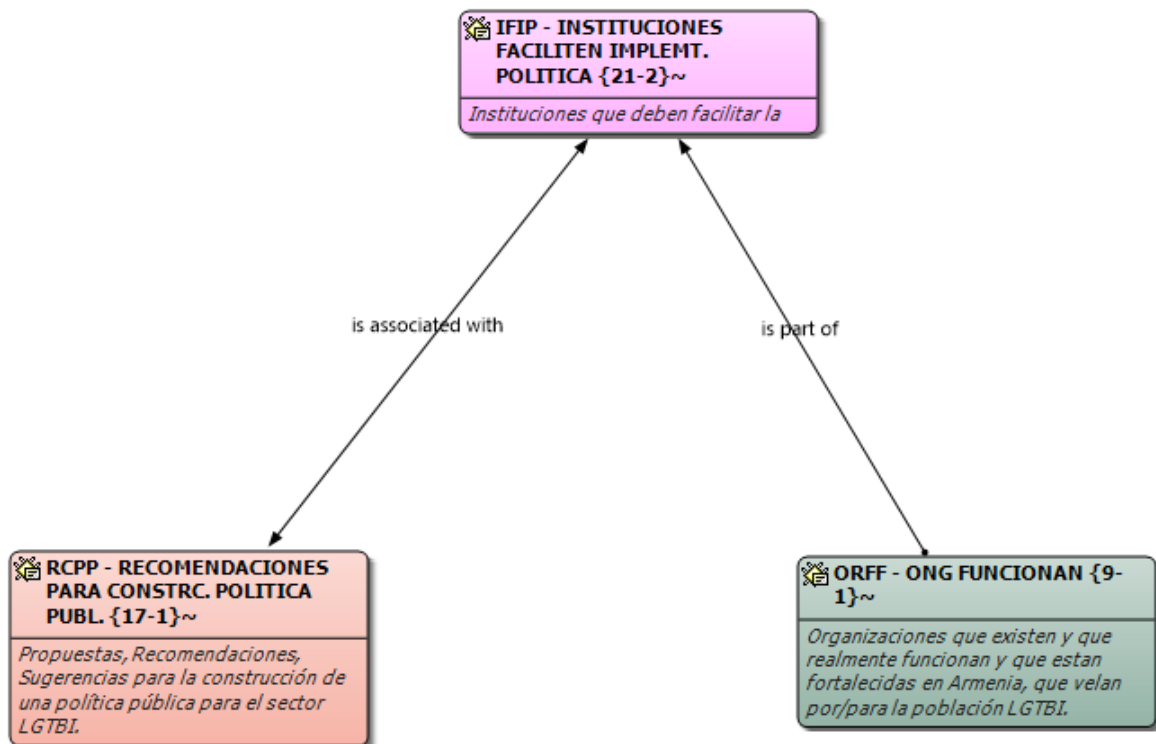 IFIP - INSTITUCIONES
FACILITEN IMPLEMT.
POLITICA {21-2}~
Instituciones que deben facilitar la
is associated with
is part of
RCPP - RECOMENDACIONES
PARA CONSTRC. POLITICA
PUBL. {17-1}~
Propuestas, Recomendaciones,
Sugerencias para la construcción de
una política pública para el sector
LGTBI.
ORFF - ONG FUNCIONAN {9-
1}~
Organizaciones que existen y que
realmente funcionan y que estan
fortalecidas en Armenia, que velan
por/para la población LGTBI.